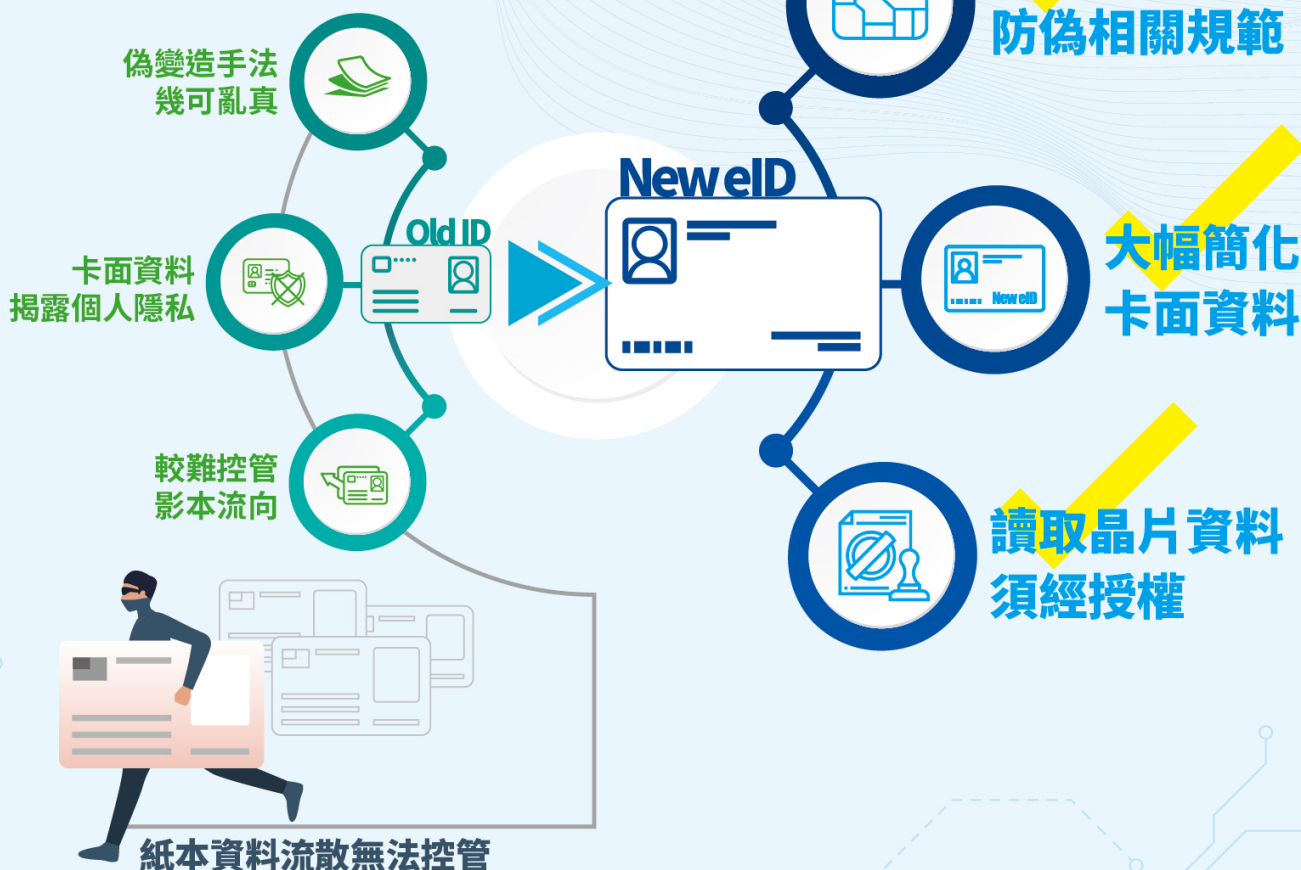 偽變造手法
幾可亂真
卡面資料
揭露個人隱私
較難控管
影本流向
紙本資料流散無法控管
Old ID
New eID
防偽相關規範
大幅簡化
卡面資料
New eID
讀取晶片資料
須經授權